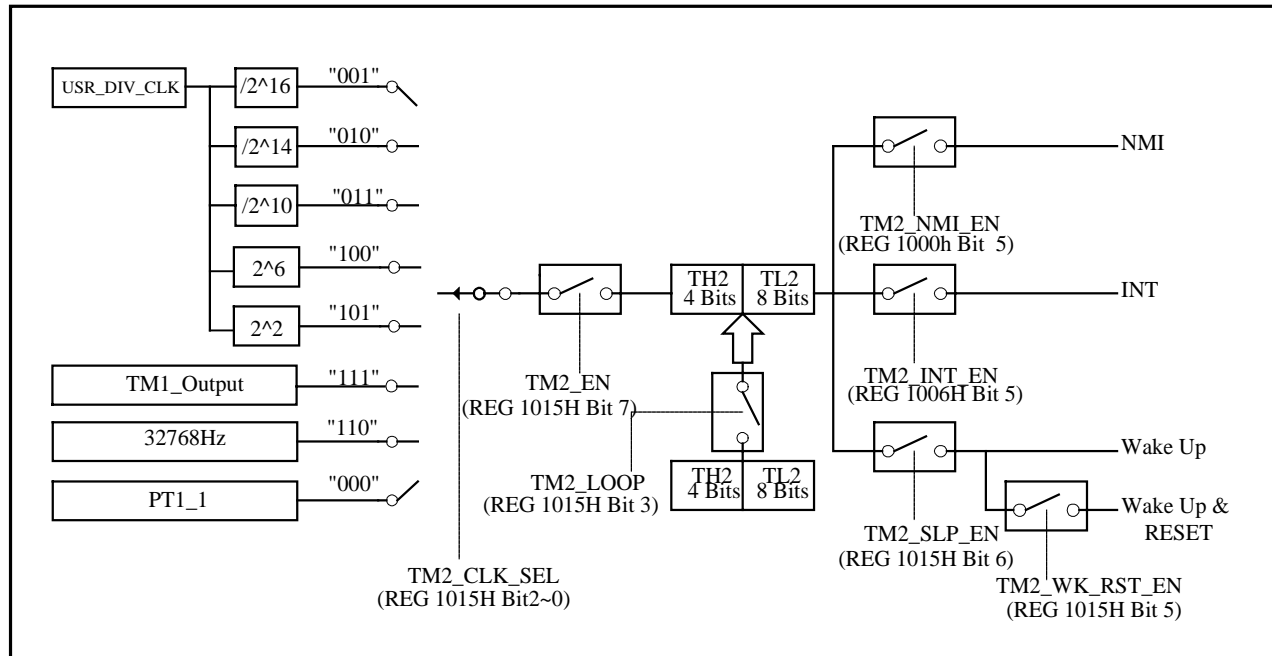 USR_DIV_CLK
/2^16
"001"
/2^14
"010"
/2^10
"011"
2^6
"100"
2^2
"101"
TM1_Output
"111"
32768Hz
"110"
PT1_1
"000"
TM2_CLK_SEL
(REG 1015H Bit2~0)
TM2_EN
(REG 1015H Bit 7)
TH2
4 Bits
TL2
8 Bits
TM2_LOOP
(REG 1015H Bit 3)
TH2
4 Bits
TL2
8 Bits
NMI
TM2_NMI_EN
(REG 1000h Bit 5)
INT
TM2_INT_EN
(REG 1006H Bit 5)
Wake Up
TM2_SLP_EN
(REG 1015H Bit 6)
Wake Up &
RESET
TM2_WK_RST_EN
(REG 1015H Bit 5)